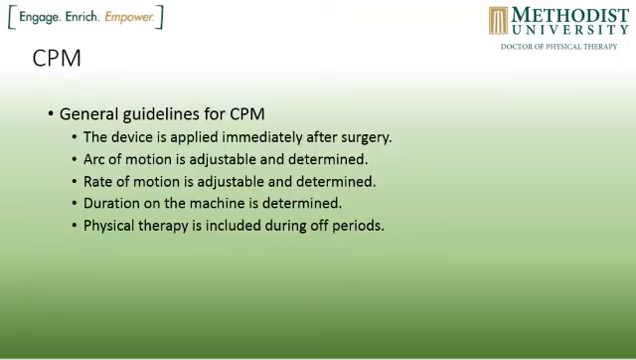 [Engage. Enrich. Empower.]
METHODIST
UNIVERSITY
DOCTOR OF PHYSICAL THERAPY
CPM
• General guidelines for CPM
• The device is applied immediately after surgery.
• Arc of motion is adjustable and determined.
• Rate of motion is adjustable and determined.
• Duration on the machine is determined.
• Physical therapy is included during off periods.